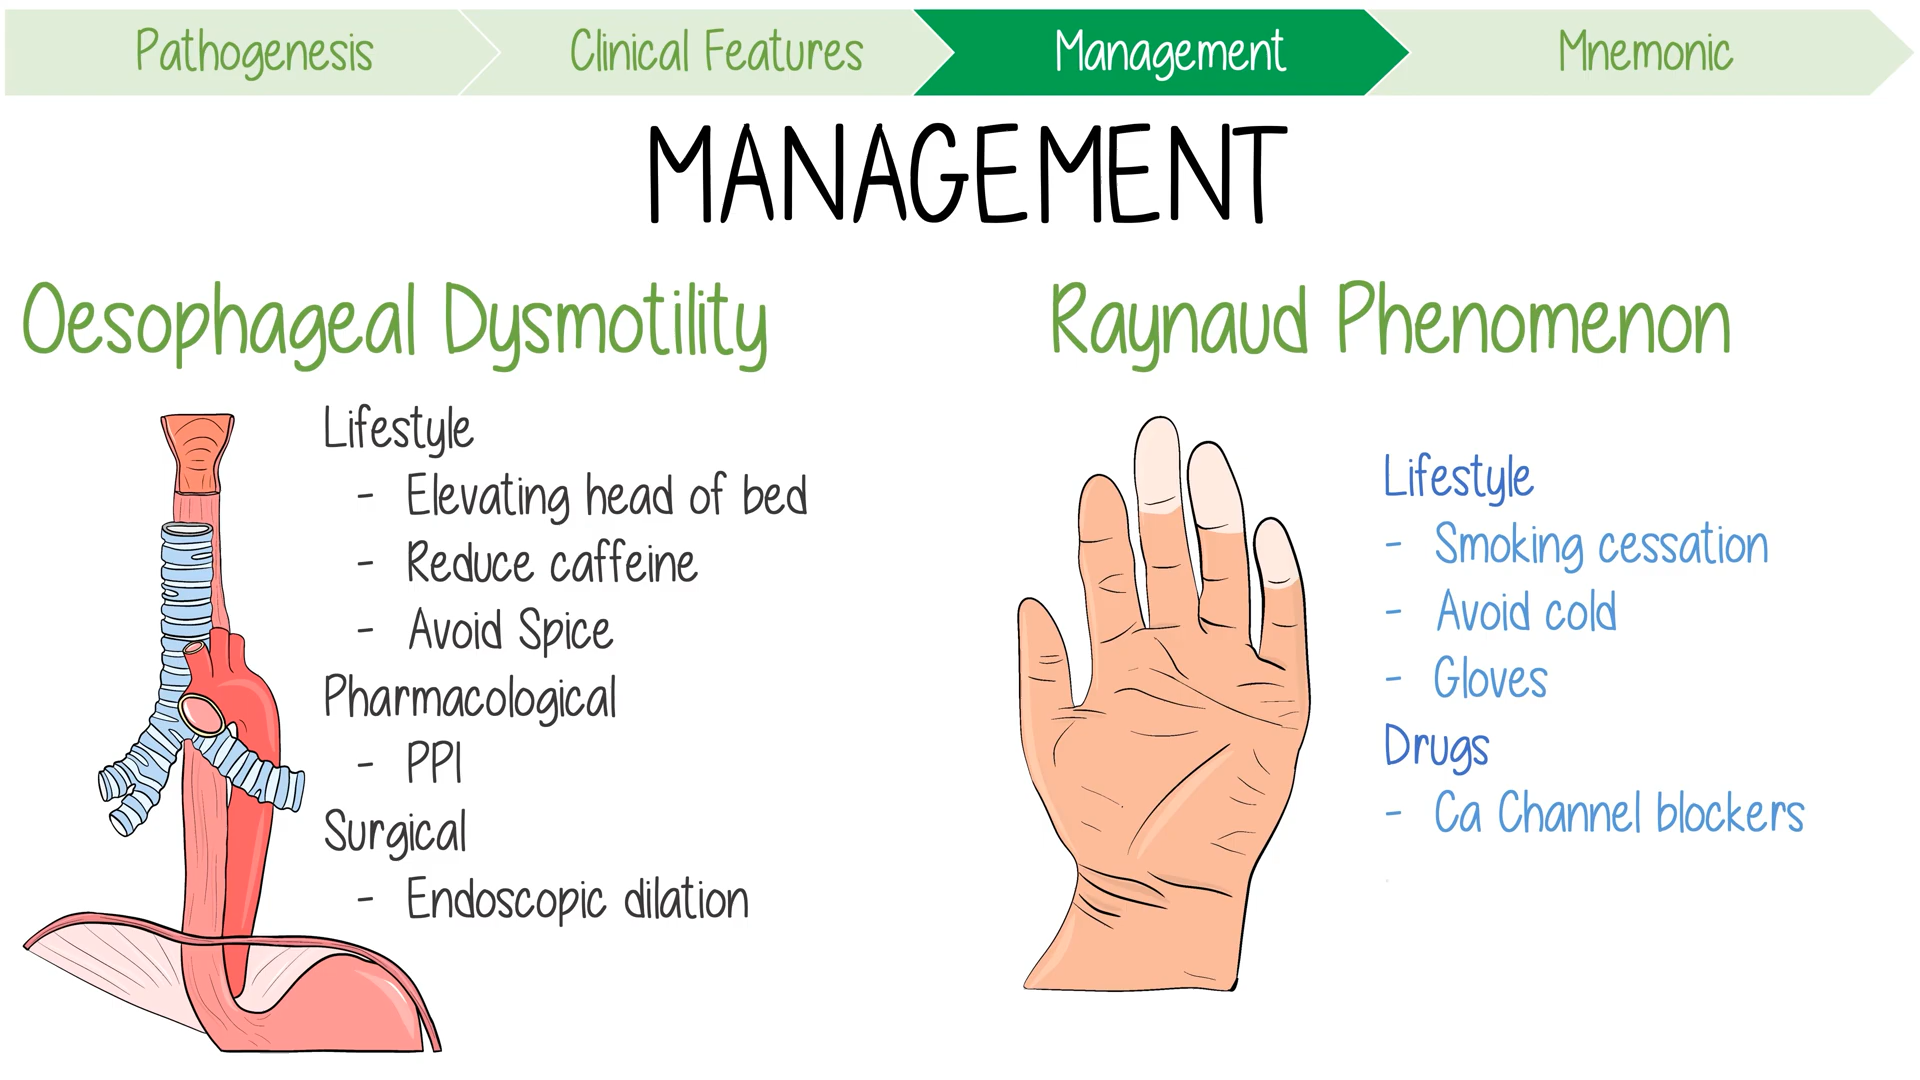 Pathogenesis
Clinical Features
Management
Mnemonic
MANAGEMENT
Oesophageal Dysmotility
Lifestyle
- Elevating head of bed
- Reduce caffeine
- Avoid Spice
Pharmacological
- PPI
Surgical
- Endoscopic dilation
Raynaud Phenomenon
Lifestyle
- Smoking cessation
- Avoid cold
- Gloves
Drugs
- Ca Channel blockers